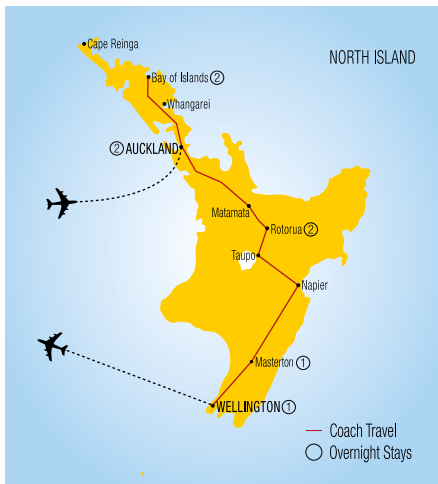 Cape Reinga
NORTH ISLAND
Bay of Islands ②
Whangarei
② AUCKLAND
Matamata
Rotorua ②
Taupo
Napier
Masterton ①
WELLINGTON ①
Coach Travel
Overnight Stays